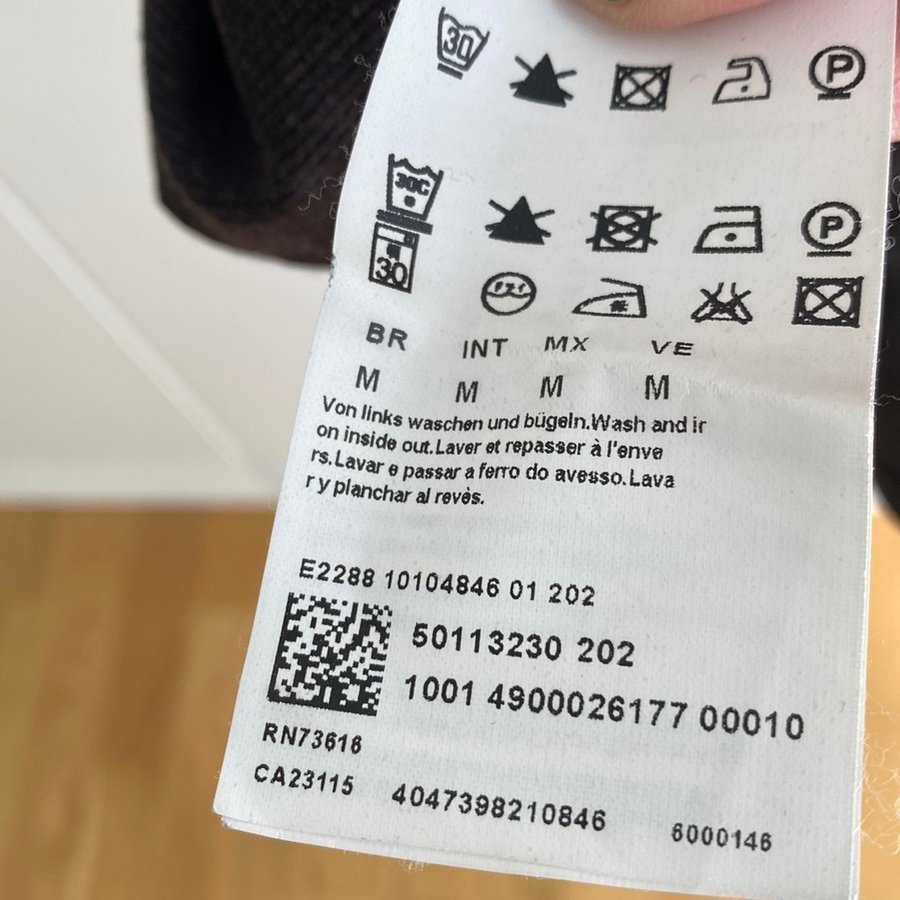 30 P
30C P
30
BR INT MX VE
M M M M
Von links waschen und bügeln.Wash and ir
on inside out.Laver et repasser à l'enve
rs.Lavar e passar a ferro do avesso.Lava
r y planchar al revès.
E2288 10104846 01 202
50113230 202
1001 4900026177 00010
RN73616
CA23115 4047398210846 6000146